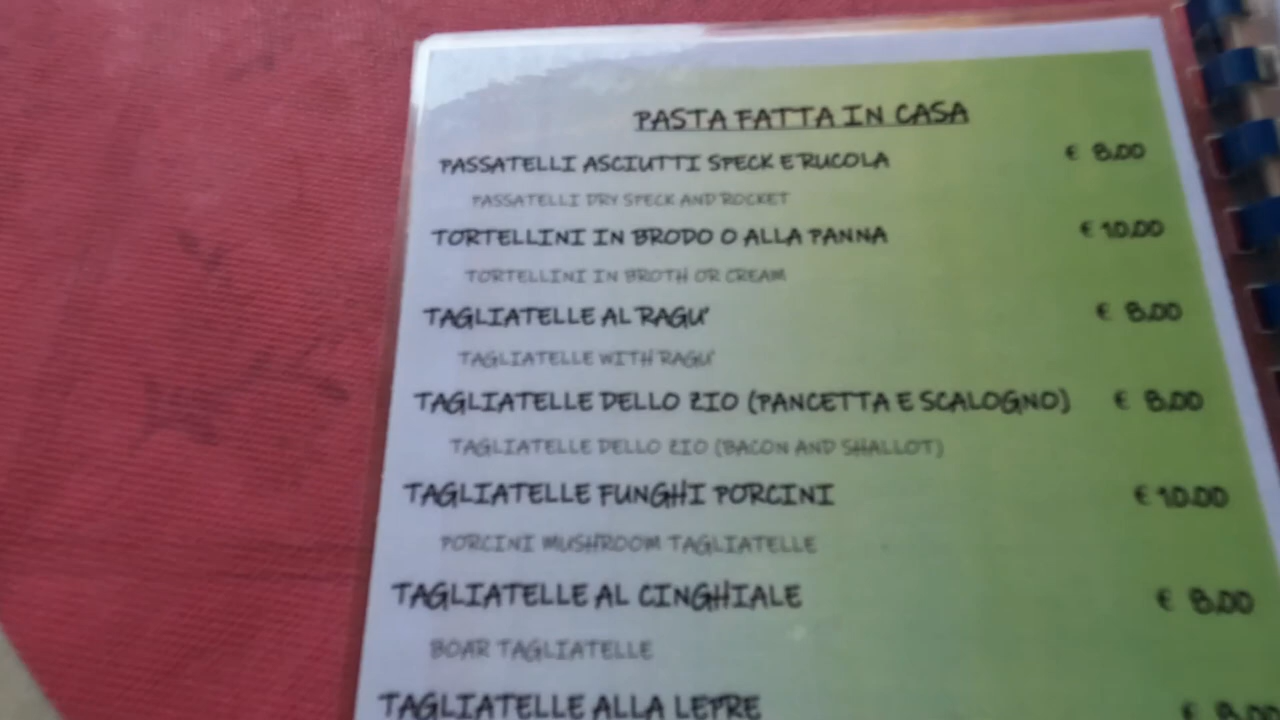 PASTA FATTA IN CASA
PASSATELLI ASCIUTTI SPECK E RUCOLA € 8.00
PASSATELLI DRY SPECK AND ROCKET
TORTELLINI IN BRODO O ALLA PANNA € 10.00
TORTELLINI IN BROTH OR CREAM
TAGLIATELLE AL RAGU' € 8.00
TAGLIATELLE WITH RAGU'
TAGLIATELLE DELLO ZIO (PANCETTA E SCALOGNO) € 8.00
TAGLIATELLE DELLO ZIO (BACON AND SHALLOT)
TAGLIATELLE FUNGHI PORCINI € 10.00
PORCINI MUSHROOM TAGLIATELLE
TAGLIATELLE AL CINGHIALE € 8.00
BOAR TAGLIATELLE
TAGLIATELLE ALLA LEPRE € 8.00